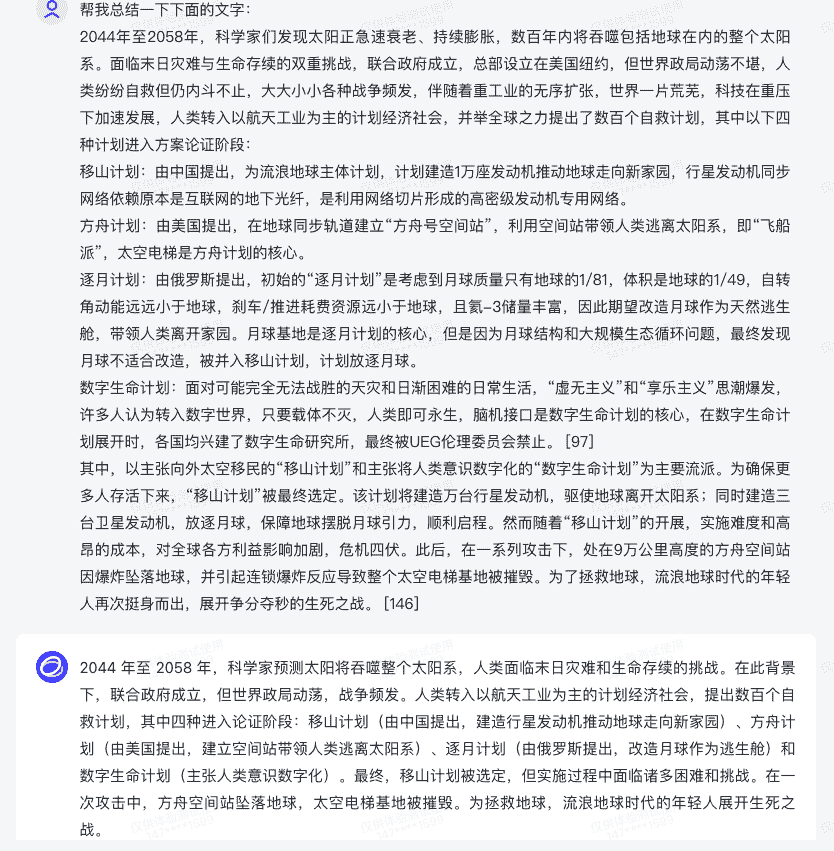 帮我总结一下下面的文字：
2044年至2058年，科学家们发现太阳正急速衰老、持续膨胀，数百年内将吞噬包括地球在内的整个太阳
系。面临末日灾难与生命存续的双重挑战，联合政府成立，总部设立在美国纽约，但世界政局动荡不堪，人
类纷纷自救但仍内斗不止，大大小小各种战争频发，伴随着重工业的无序扩张，世界一片荒芜，科技在重压
下加速发展，人类转入以航天工业为主的计划经济社会，并举全球之力提出了数百个自救计划，其中以下四
种计划进入方案论证阶段：
移山计划：由中国提出，为流浪地球主体计划，计划建造1万座发动机推动地球走向新家园，行星发动机同步
网络依赖原本是互联网的地下光纤，是利用网络切片形成的高密级发动机专用网络。
方舟计划：由美国提出，在地球同步轨道建立“方舟号空间站”，利用空间站带领人类逃离太阳系，即“飞船
派”，太空电梯是方舟计划的核心。
逐月计划：由俄罗斯提出，初始的“逐月计划”是考虑到月球质量只有地球的1/81，体积是地球的1/49，自转
角动能远远小于地球，刹车/推进耗费资源远小于地球，且氦-3储量丰富，因此期望改造月球作为天然逃生
舱，带领人类离开家园。月球基地是逐月计划的核心，但是因为月球结构和大规模生态循环问题，最终发现
月球不适合改造，被并入移山计划，计划放逐月球。
数字生命计划：面对可能完全无法战胜的天灾和日渐困难的日常生活，“虚无主义”和“享乐主义”思潮爆发，
许多人认为转入数字世界，只要载体不灭，人类即可永生，脑机接口是数字生命计划的核心，在数字生命计
划展开时，各国均兴建了数字生命研究所，最终被UEG伦理委员会禁止。[97]
其中，以主张向外太空移民的“移山计划”和主张将人类意识数字化的“数字生命计划”为主要流派。为确保更
多人存活下来，“移山计划”被最终选定。该计划将建造万台行星发动机，驱使地球离开太阳系；同时建造三
台卫星发动机，放逐月球，保障地球摆脱月球引力，顺利启程。然而随着“移山计划”的开展，实施难度和高
昂的成本，对全球各方利益影响加剧，危机四伏。此后，在一系列攻击下，处在9万公里高度的方舟空间站
因爆炸坠落地球，并引起连锁爆炸反应导致整个太空电梯基地被摧毁。为了拯救地球，流浪地球时代的年轻
人再次挺身而出，展开争分夺秒的生死之战。[146]
2044 年至 2058 年，科学家预测太阳将吞噬整个太阳系，人类面临末日灾难和生命存续的挑战。在此背景
下，联合政府成立，但世界政局动荡，战争频发。人类转入以航天工业为主的计划经济社会，提出数百个自
救计划，其中四种进入论证阶段：移山计划（由中国提出，建造行星发动机推动地球走向新家园）、方舟计
划（由美国提出，建立空间站带领人类逃离太阳系）、逐月计划（由俄罗斯提出，改造月球作为逃生舱）和
数字生命计划（主张人类意识数字化）。最终，移山计划被选定，但实施过程中面临诸多困难和挑战。在一
次攻击中，方舟空间站坠落地球，太空电梯基地被摧毁。为拯救地球，流浪地球时代的年轻人展开生死之
战。